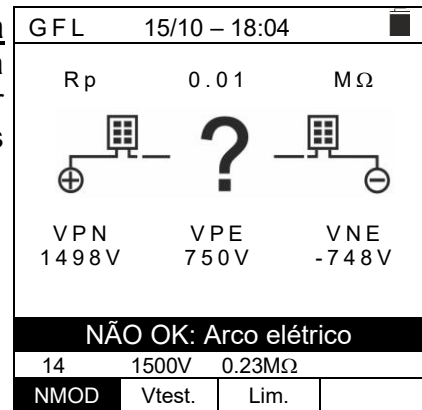 GFL 15/10 – 18:04
Rp 0.01 MΩ
?
VPN VPE VNE
1498V 750V -748V
NÃO OK: Arco elétrico
14 1500V 0.23MΩ
NMOD Vtest. Lim.